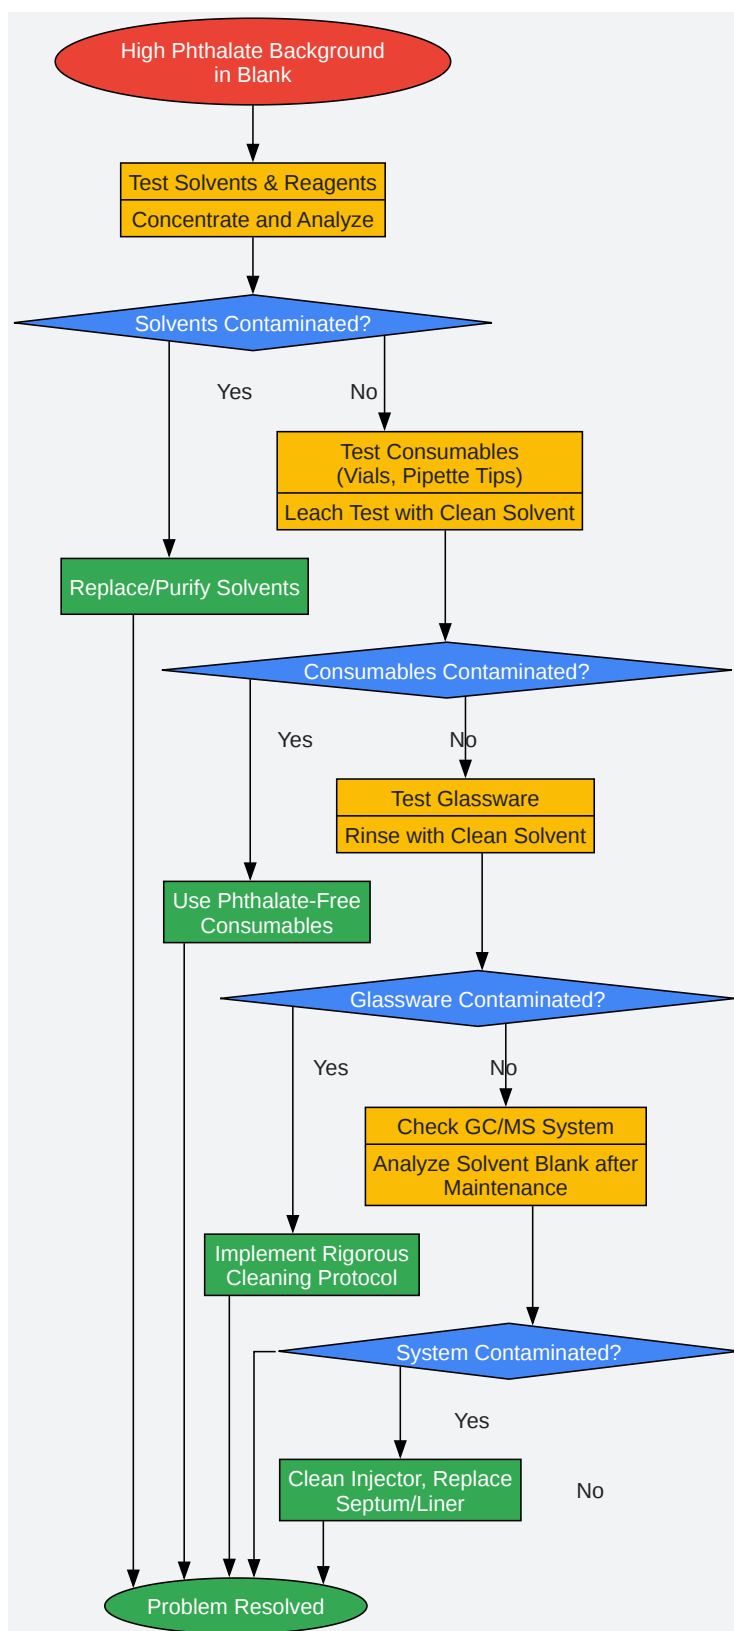 High Phthalate Background
in Blank
Test Solvents & Reagents
Concentrate and Analyze
Solvents Contaminated?
Yes
No
Test Consumables
(Vials, Pipette Tips)
Leach Test with Clean Solvent
Replace/Purify Solvents
Consumables Contaminated?
Yes
No
Test Glassware
Rinse with Clean Solvent
Use Phthalate-Free
Consumables
Glassware Contaminated?
Yes
No
Check GC/MS System
Analyze Solvent Blank after
Maintenance
Implement Rigorous
Cleaning Protocol
System Contaminated?
Yes
Clean Injector, Replace
Septum/Liner
No
Problem Resolved